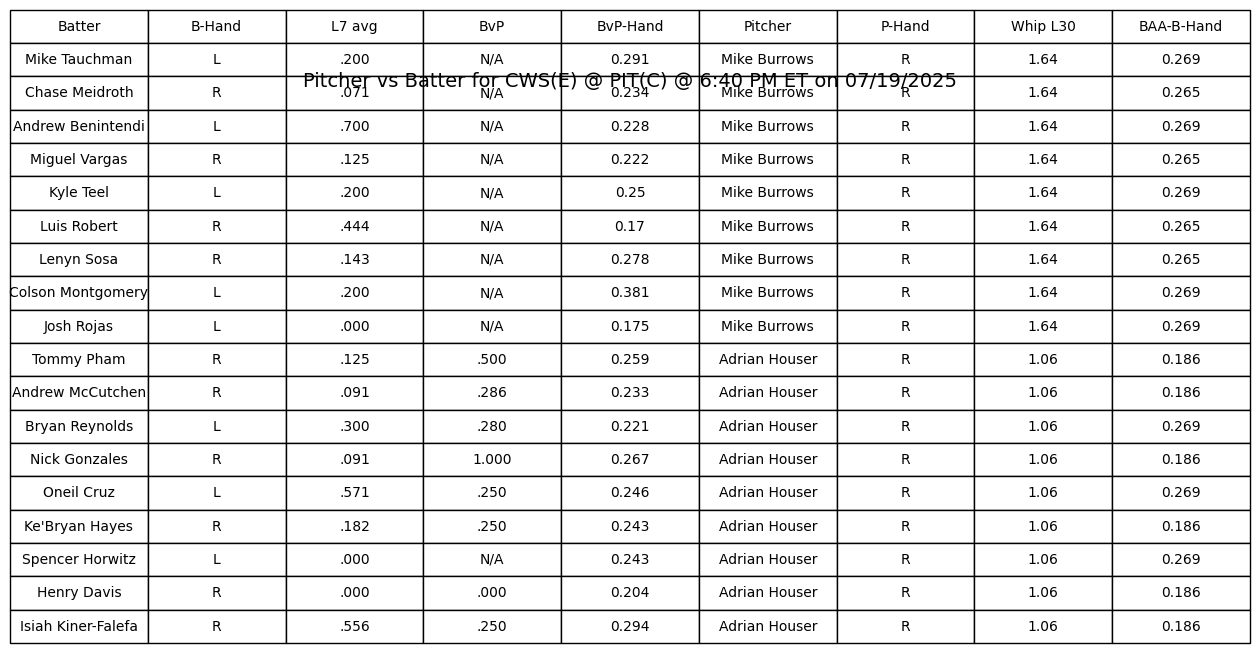 Batter B-Hand L7 avg BvP BvP-Hand Pitcher P-Hand Whip L30 BAA-B-Hand
Mike Tauchman L .200 N/A 0.291 Mike Burrows R 1.64 0.269
Pitcher vs Batter for CWS(E) @ PIT(C) @ 6:40 PM ET on 07/19/2025
Chase Meidroth R .071 N/A 0.234 Mike Burrows R 1.64 0.265
Andrew Benintendi L .700 N/A 0.228 Mike Burrows R 1.64 0.269
Miguel Vargas R .125 N/A 0.222 Mike Burrows R 1.64 0.265
Kyle Teel L .200 N/A 0.25 Mike Burrows R 1.64 0.269
Luis Robert R .444 N/A 0.17 Mike Burrows R 1.64 0.265
Lenyn Sosa R .143 N/A 0.278 Mike Burrows R 1.64 0.265
Colson Montgomery L .200 N/A 0.381 Mike Burrows R 1.64 0.269
Josh Rojas L .000 N/A 0.175 Mike Burrows R 1.64 0.269
Tommy Pham R .125 .500 0.259 Adrian Houser R 1.06 0.186
Andrew McCutchen R .091 .286 0.233 Adrian Houser R 1.06 0.186
Bryan Reynolds L .300 .280 0.221 Adrian Houser R 1.06 0.269
Nick Gonzales R .091 1.000 0.267 Adrian Houser R 1.06 0.186
Oneil Cruz L .571 .250 0.246 Adrian Houser R 1.06 0.269
Ke'Bryan Hayes R .182 .250 0.243 Adrian Houser R 1.06 0.186
Spencer Horwitz L .000 N/A 0.243 Adrian Houser R 1.06 0.269
Henry Davis R .000 .000 0.204 Adrian Houser R 1.06 0.186
Isiah Kiner-Falefa R .556 .250 0.294 Adrian Houser R 1.06 0.186